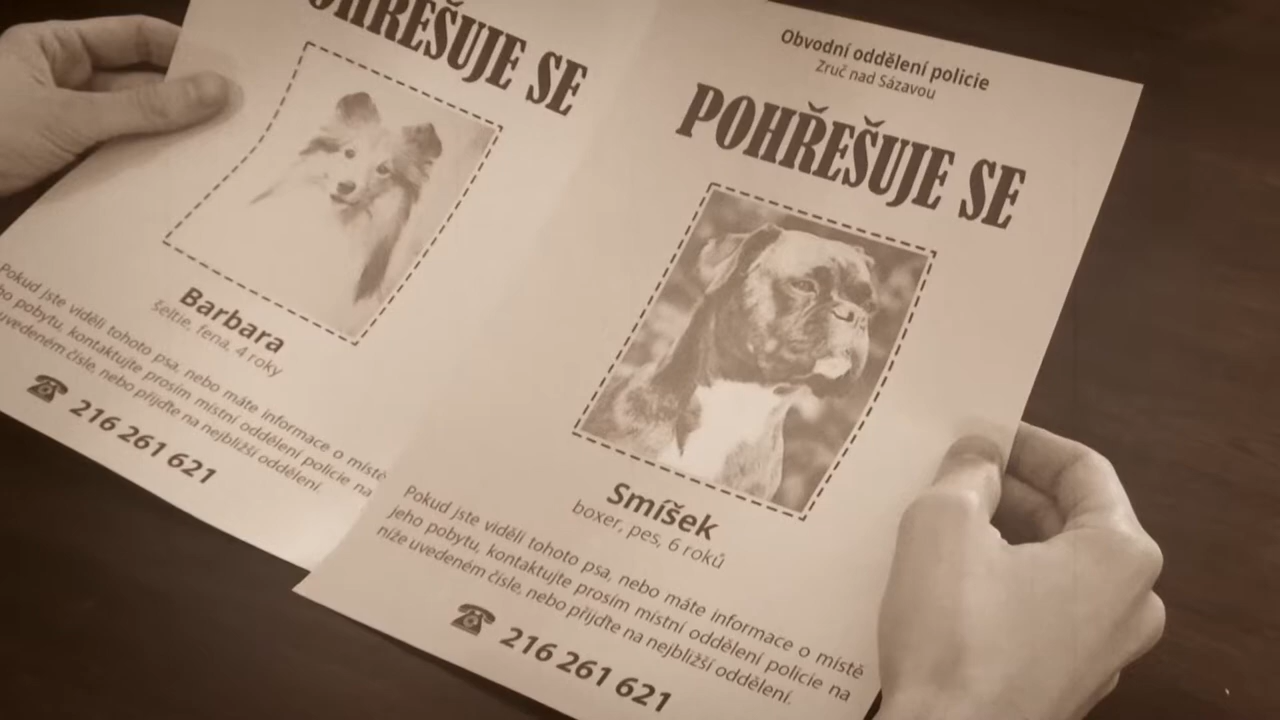 OHŘEŠUJE SE
Barbara
šeltie, fena, 4 roky
Pokud jste viděli tohoto psa, nebo máte informace o místě
ho pobytu, kontaktujte prosím místní oddělení policie na
uvedeném čísle, nebo přijďte na nejbližší oddělení.
☎ 216 261 621
Obvodní oddělení policie
Zruč nad Sázavou
POHŘEŠUJE SE
Smíšek
boxer, pes, 6 roků
Pokud jste viděli tohoto psa, nebo máte informace o místě
jeho pobytu, kontaktujte prosím místní oddělení policie na
níže uvedeném čísle, nebo přijďte na nejbližší oddělení.
☎ 216 261 621